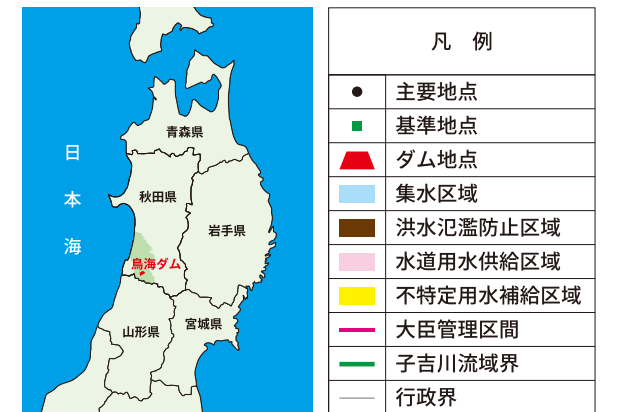 青森県
日本海
秋田県
岩手県
鳥海ダム
山形県
宮城県
凡 例
主要地点
基準地点
ダム地点
集水区域
洪水氾濫防止区域
水道用水供給区域
不特定用水補給区域
大臣管理区間
子吉川流域界
行政界